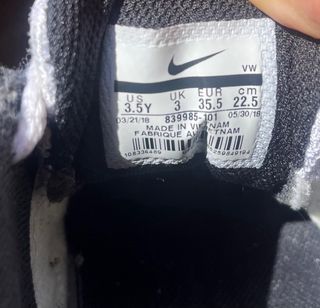 VW
US UK EUR cm
3.5Y 3 35.5 22.5
03/21/18 839985-101 05/30/18
MADE IN VIETNAM
FABRIQUE AU VIETNAM